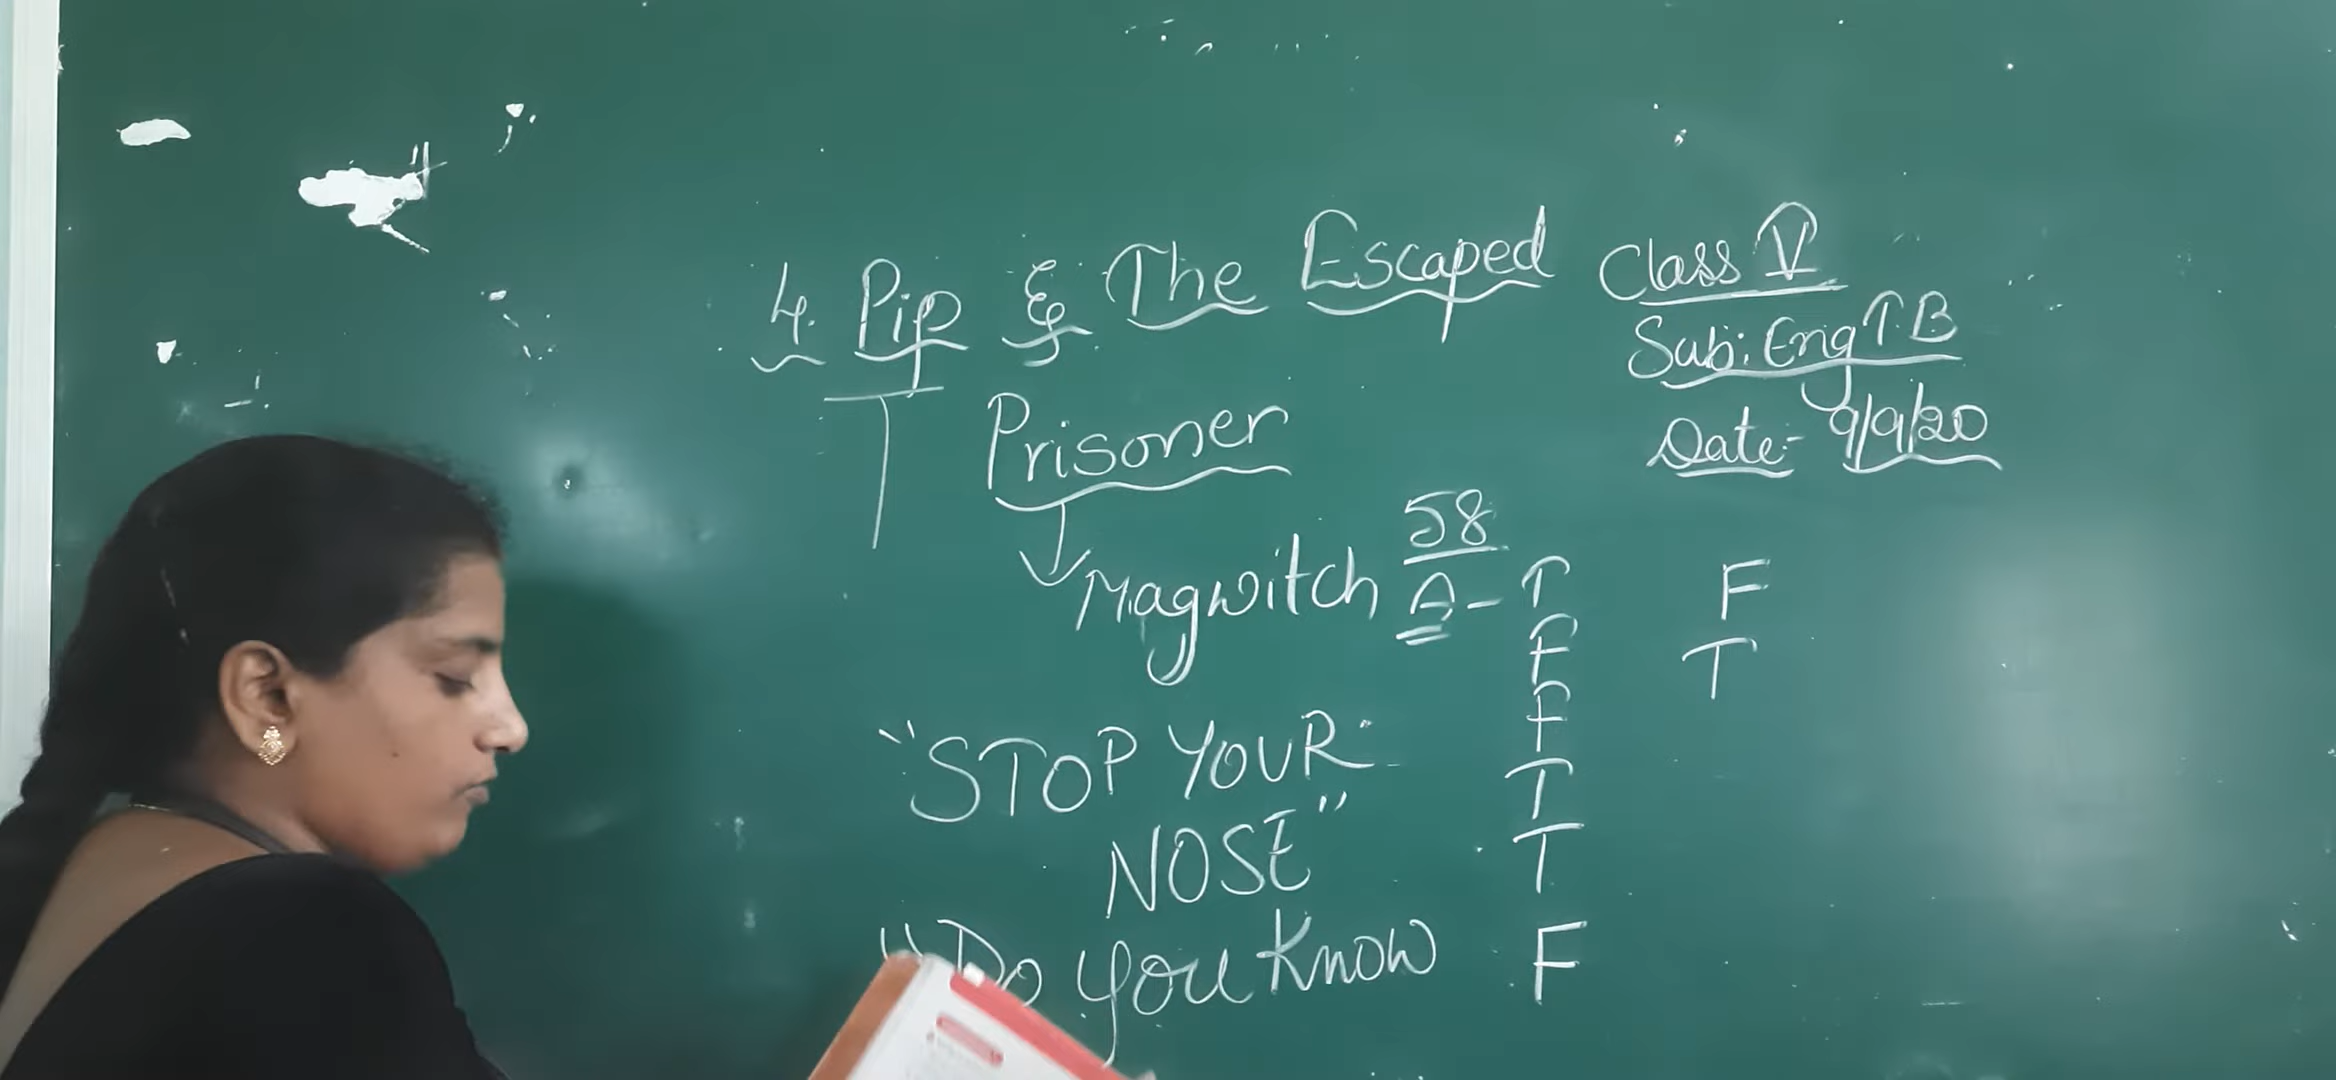 4. Pip & The Escaped
Class V
Sub: Eng T.B
T Prisoner
Date:- 9/9/20
58
Magwitch A - T F
F T
F
"STOP YOUR T
NOSE" T
"Do you Know F